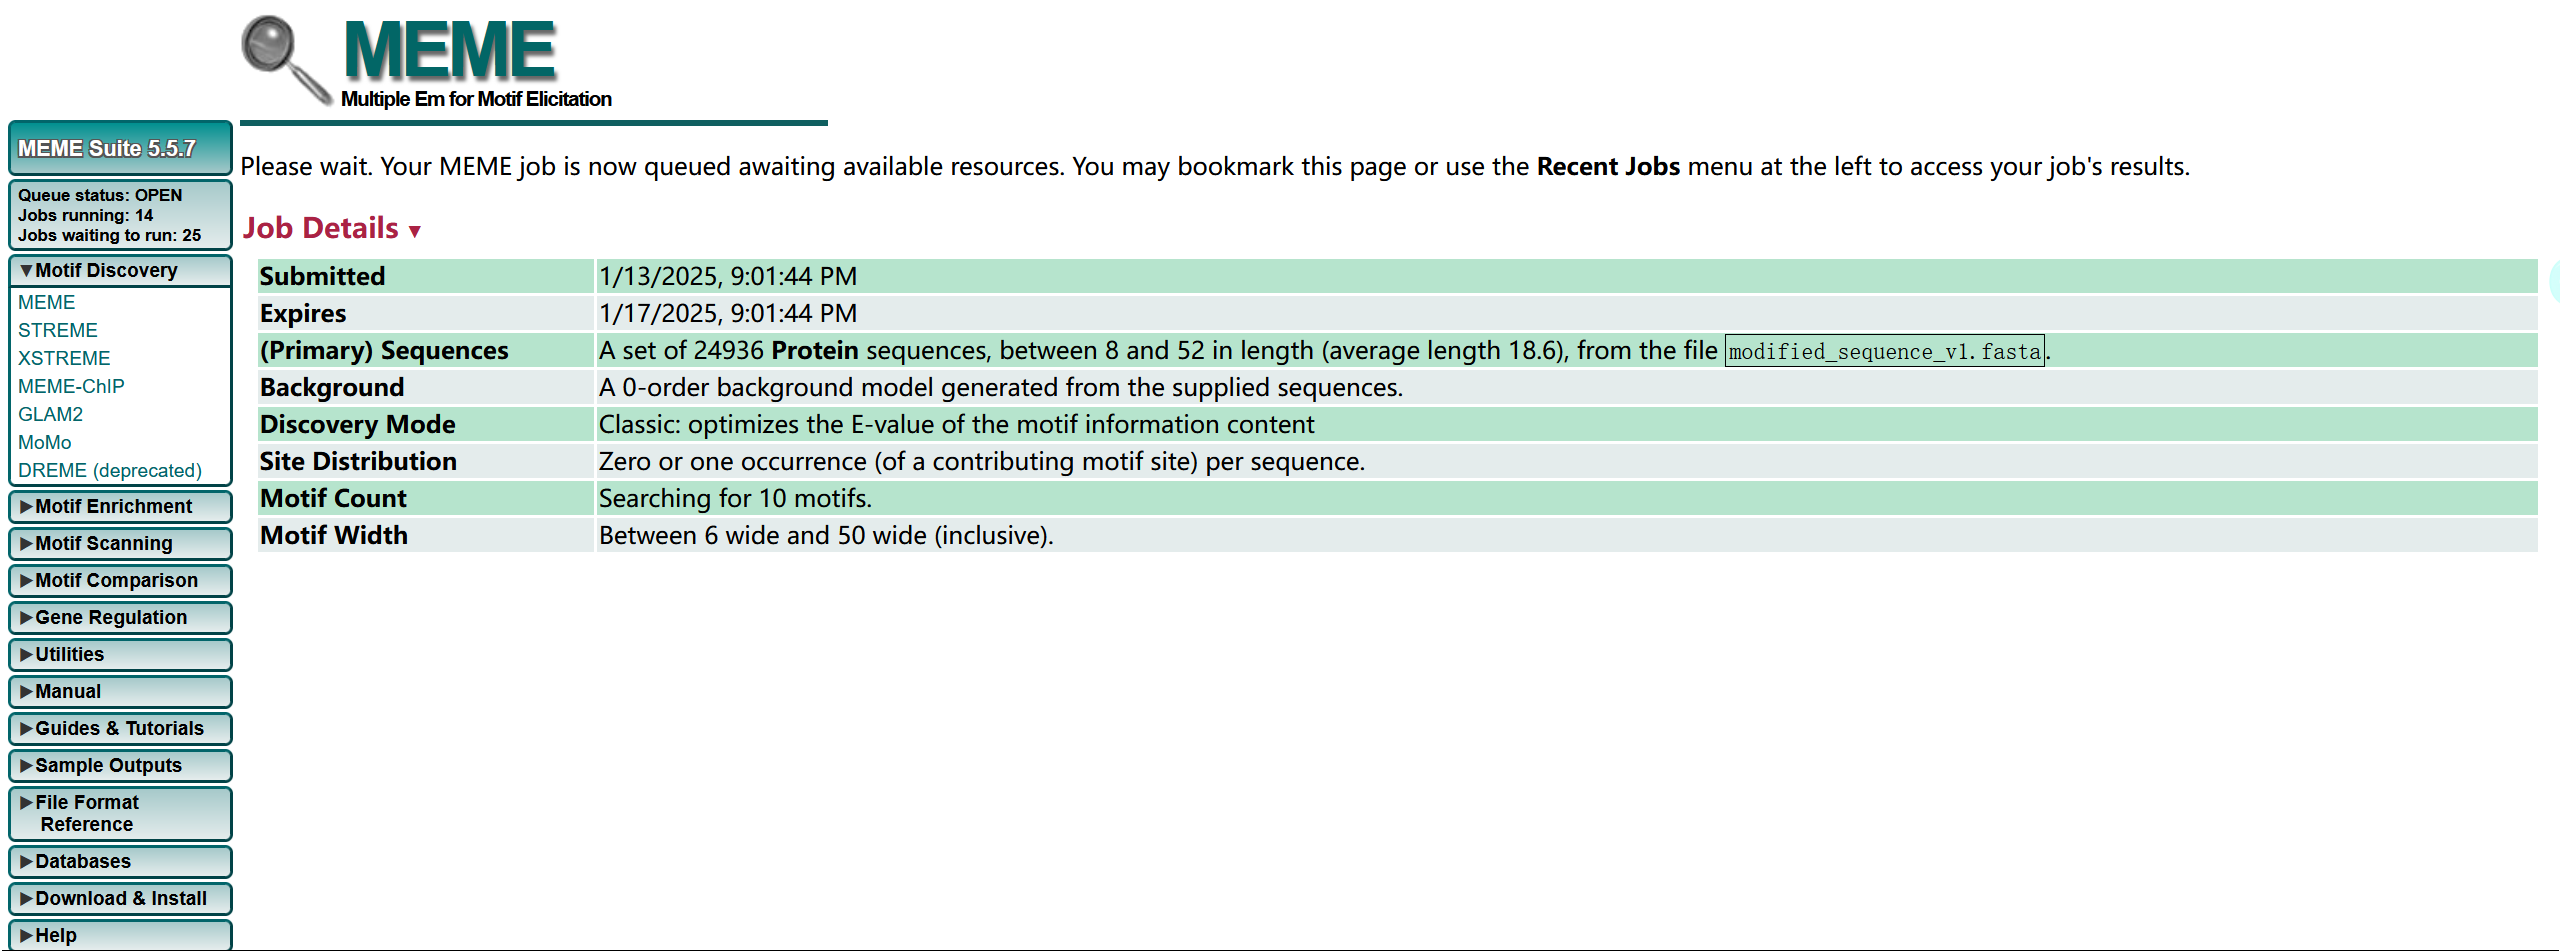 MEME
Multiple Em for Motif Elicitation
MEME Suite 5.5.7
Queue status: OPEN
Jobs running: 14
Jobs waiting to run: 25
▼Motif Discovery
MEME
STREME
XSTREME
MEME-ChIP
GLAM2
MoMo
DREME (deprecated)
►Motif Enrichment
►Motif Scanning
►Motif Comparison
►Gene Regulation
►Utilities
►Manual
►Guides & Tutorials
►Sample Outputs
►File Format
Reference
►Databases
►Download & Install
►Help
Please wait. Your MEME job is now queued awaiting available resources. You may bookmark this page or use the Recent Jobs menu at the left to access your job's results.
Job Details ▼
Submitted 1/13/2025, 9:01:44 PM
Expires 1/17/2025, 9:01:44 PM
(Primary) Sequences A set of 24936 Protein sequences, between 8 and 52 in length (average length 18.6), from the file modified_sequence_v1.fasta.
Background A 0-order background model generated from the supplied sequences.
Discovery Mode Classic: optimizes the E-value of the motif information content
Site Distribution Zero or one occurrence (of a contributing motif site) per sequence.
Motif Count Searching for 10 motifs.
Motif Width Between 6 wide and 50 wide (inclusive).